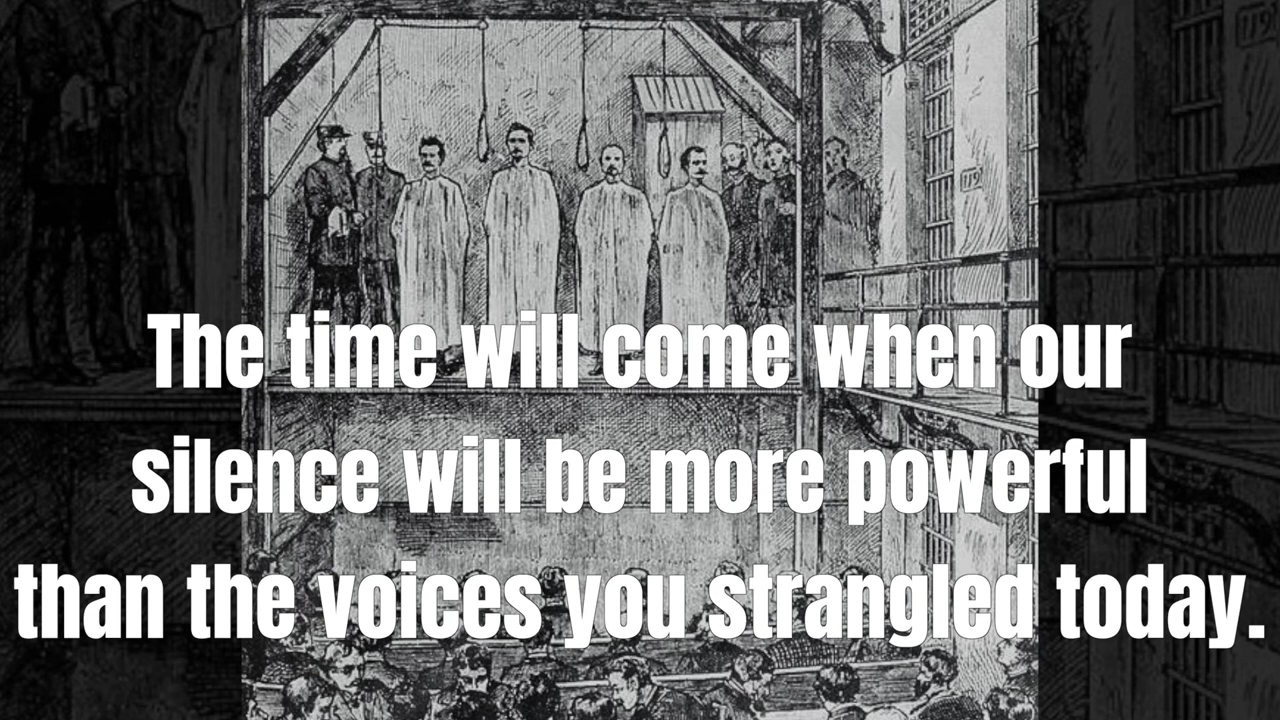 The time will come when our
silence will be more powerful
than the voices you strangled today.